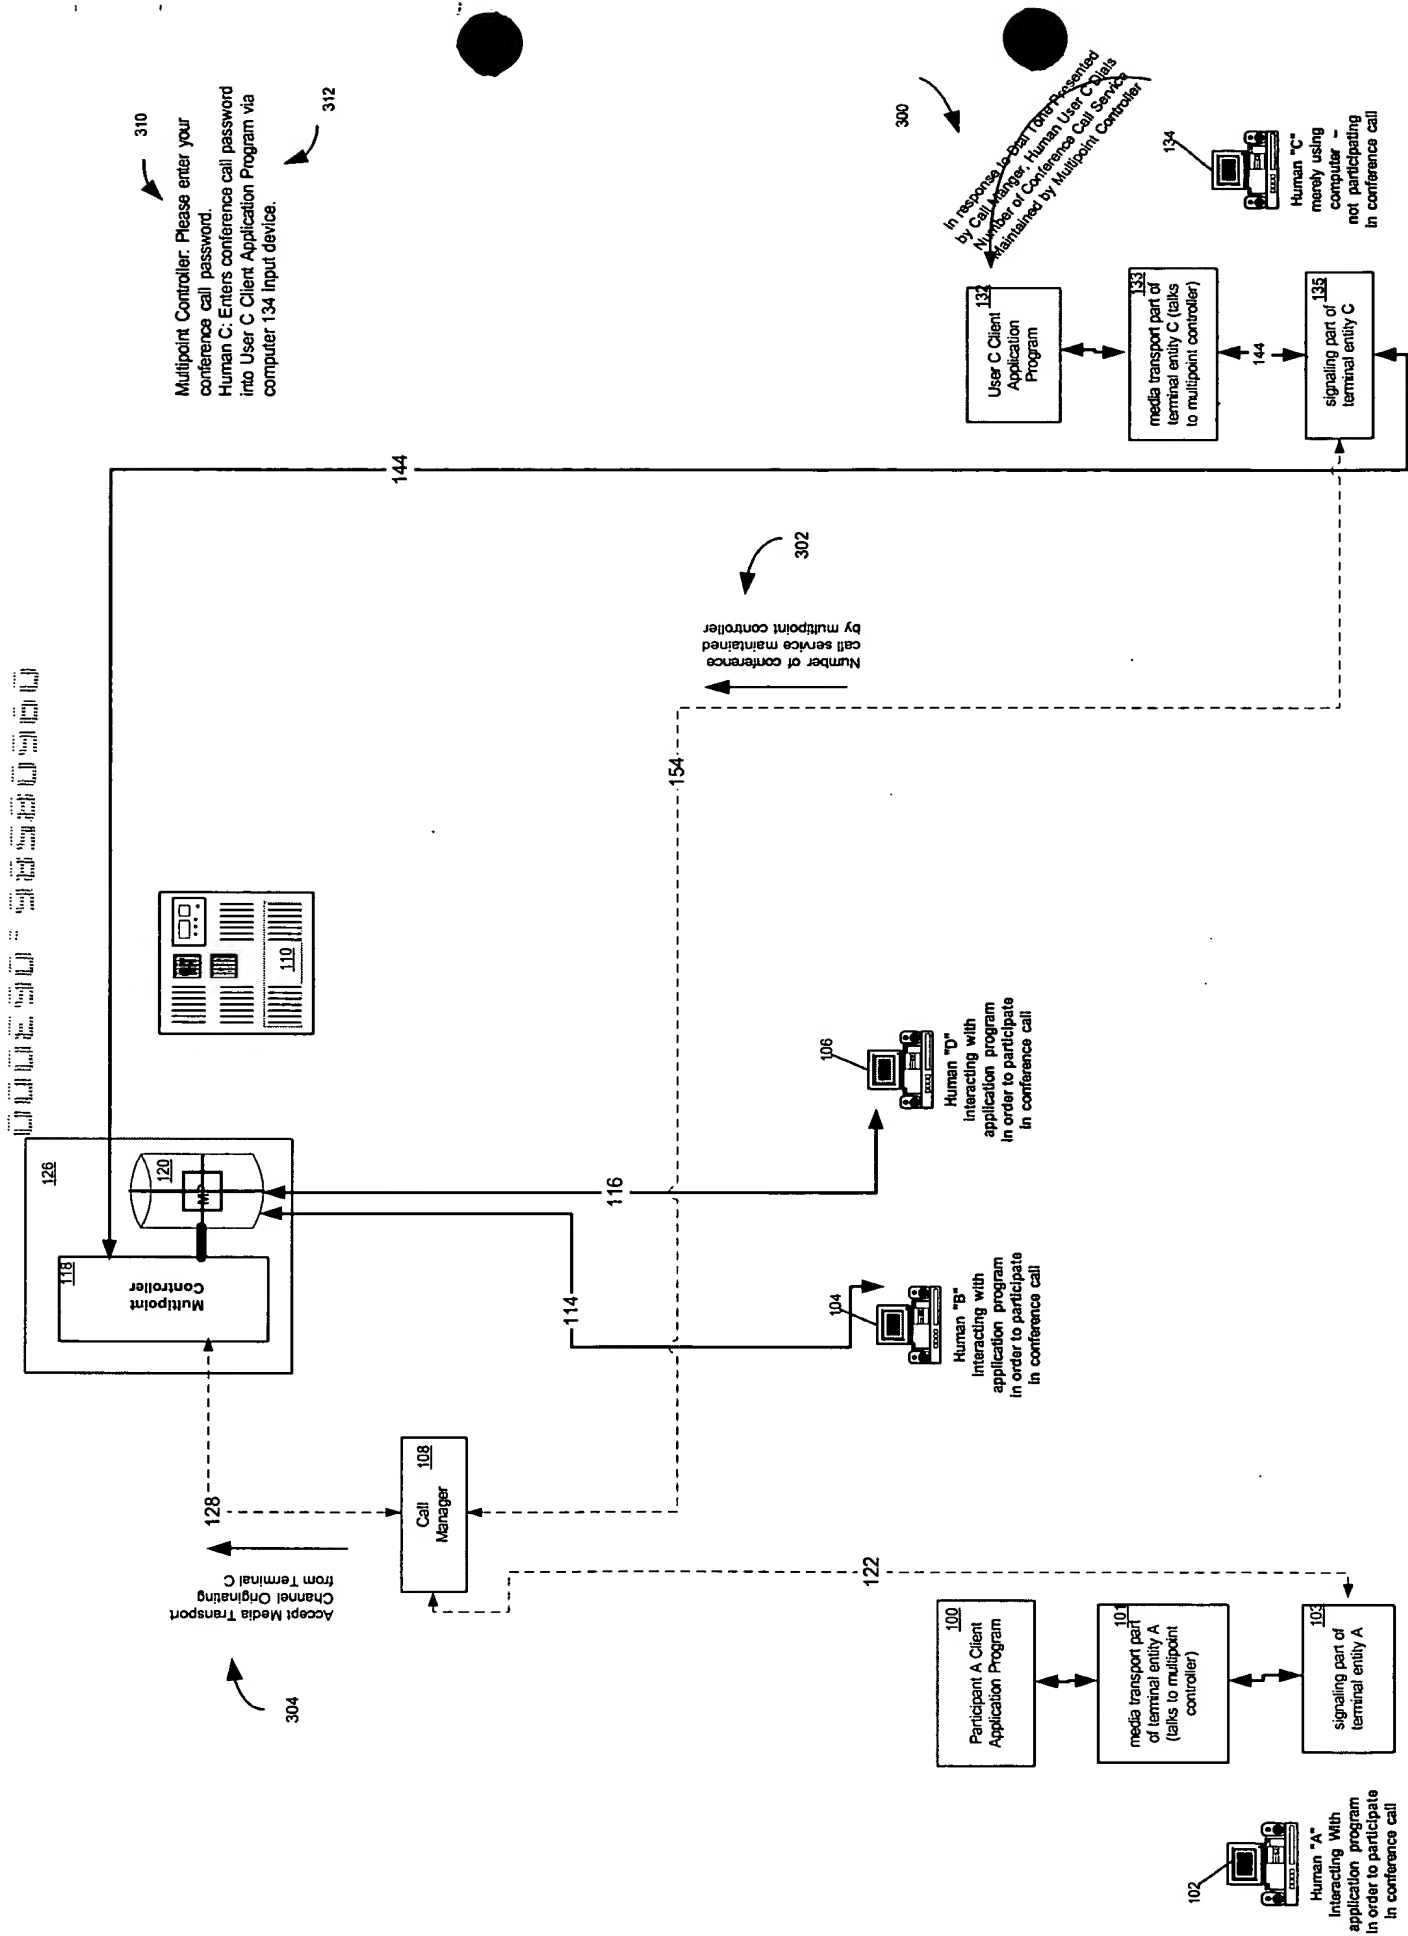 310
Multipoint Controller: Please enter your
conference call password.
Human C: Enters conference call password
into User C Client Application Program via
computer 134 Input device.
312
126
118
Multipoint
Controller
120
110
144
128
304
Accept Media Transport
Channel Originating
from Terminal C
108
Call
Manager
154
302
Number of conference
call service maintained
by multipoint controller
116
114
122
300
In response to Dial Tone Presented
by Call Manger, Human User C Dials
Number of Conference Call Service
Maintained by Multipoint Controller
132
User C Client
Application
Program
133
media transport part of
terminal entity C (talks
to multipoint controller)
144
135
signaling part of
terminal entity C
134
Human "C"
merely using
computer –
not participating
in conference call
106
Human "D"
Interacting with
application program
in order to participate
in conference call
104
Human "B"
Interacting with
application program
in order to participate
in conference call
100
Participant A Client
Application Program
101
media transport part
of terminal entity A
(talks to multipoint
controller)
103
signaling part of
terminal entity A
102
Human "A"
Interacting With
application program
in order to participate
in conference call